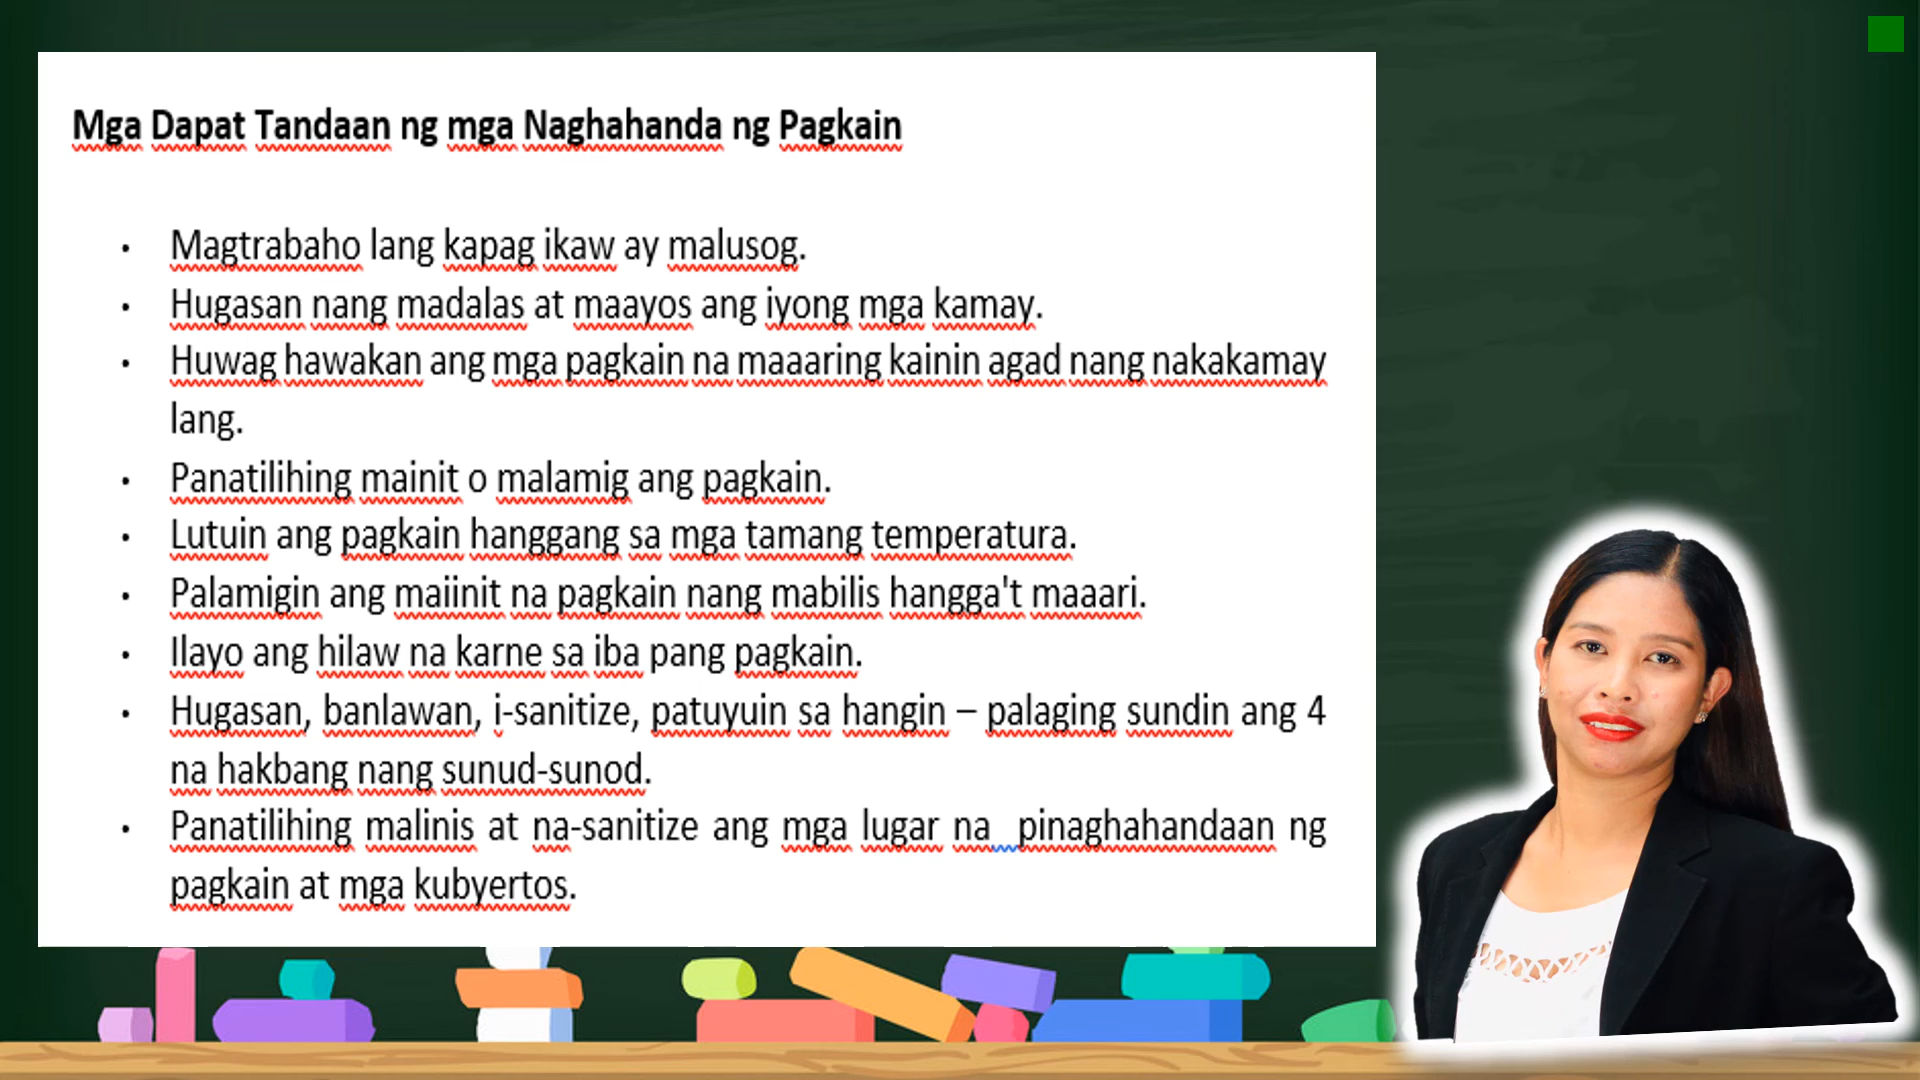 Mga Dapat Tandaan ng mga Naghahanda ng Pagkain
• Magtrabaho lang kapag ikaw ay malusog.
• Hugasan nang madalas at maayos ang iyong mga kamay.
• Huwag hawakan ang mga pagkain na maaaring kainin agad nang nakakamay
lang.
• Panatilihing mainit o malamig ang pagkain.
• Lutuin ang pagkain hanggang sa mga tamang temperatura.
• Palamigin ang maiinit na pagkain nang mabilis hangga't maaari.
• Ilayo ang hilaw na karne sa iba pang pagkain.
• Hugasan, banlawan, i-sanitize, patuyuin sa hangin – palaging sundin ang 4
na hakbang nang sunud-sunod.
• Panatilihing malinis at na-sanitize ang mga lugar na pinaghahandaan ng
pagkain at mga kubyertos.